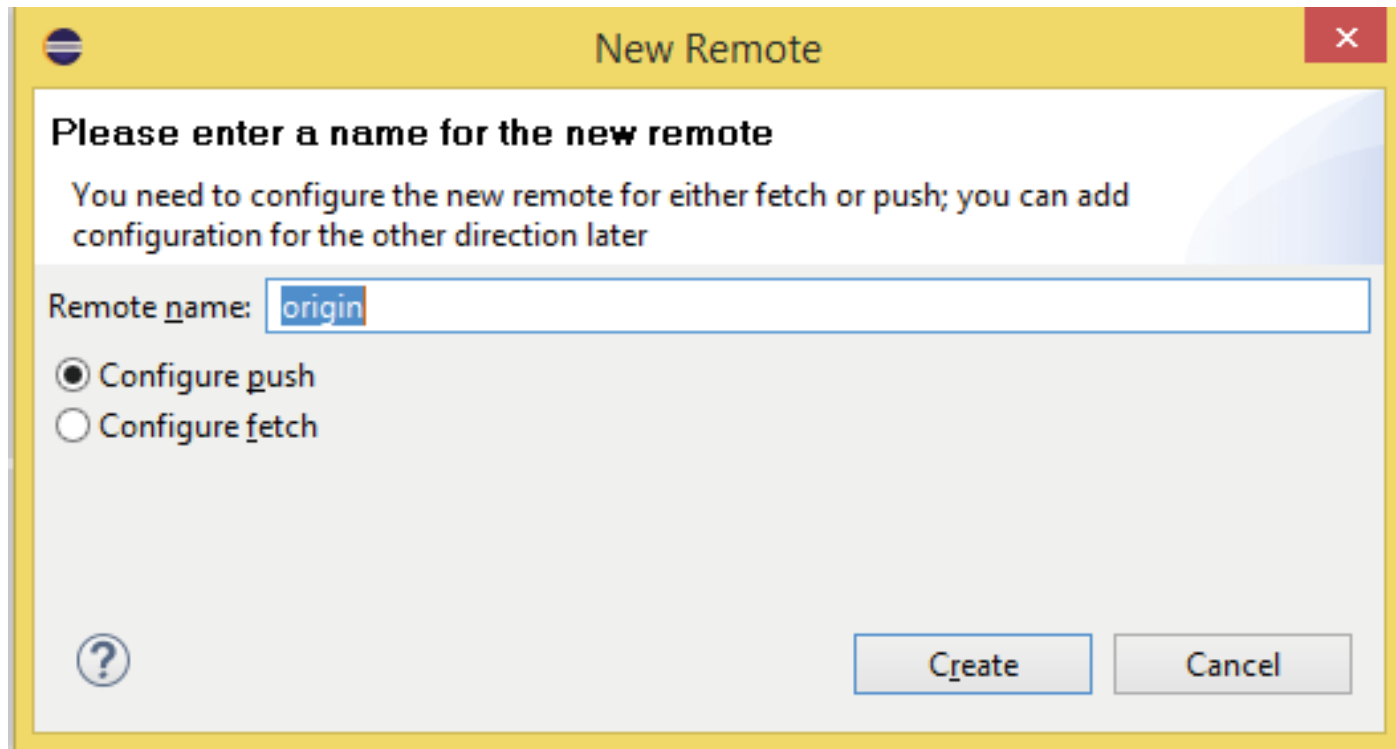 New Remote
Please enter a name for the new remote
You need to configure the new remote for either fetch or push; you can add
configuration for the other direction later
Remote name: origin
Configure push
Configure fetch
Create Cancel